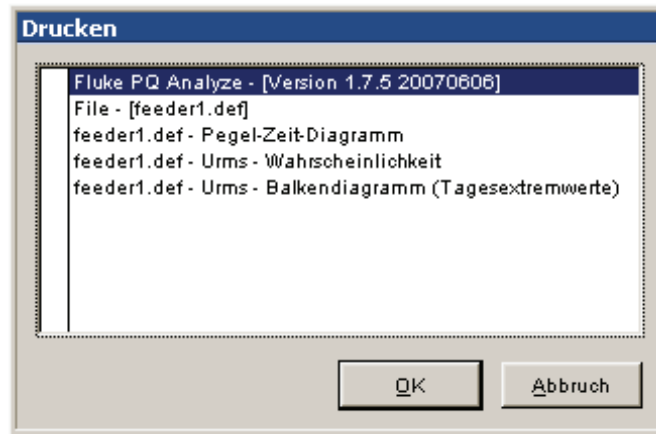 Drucken
Fluke PQ Analyze - [Version 1.7.5 20070606]
File - [feeder1.def]
feeder1.def - Pegel-Zeit-Diagramm
feeder1.def - Urms - Wahrscheinlichkeit
feeder1.def - Urms - Balkendiagramm (Tagesextremwerte)
OK
Abbruch